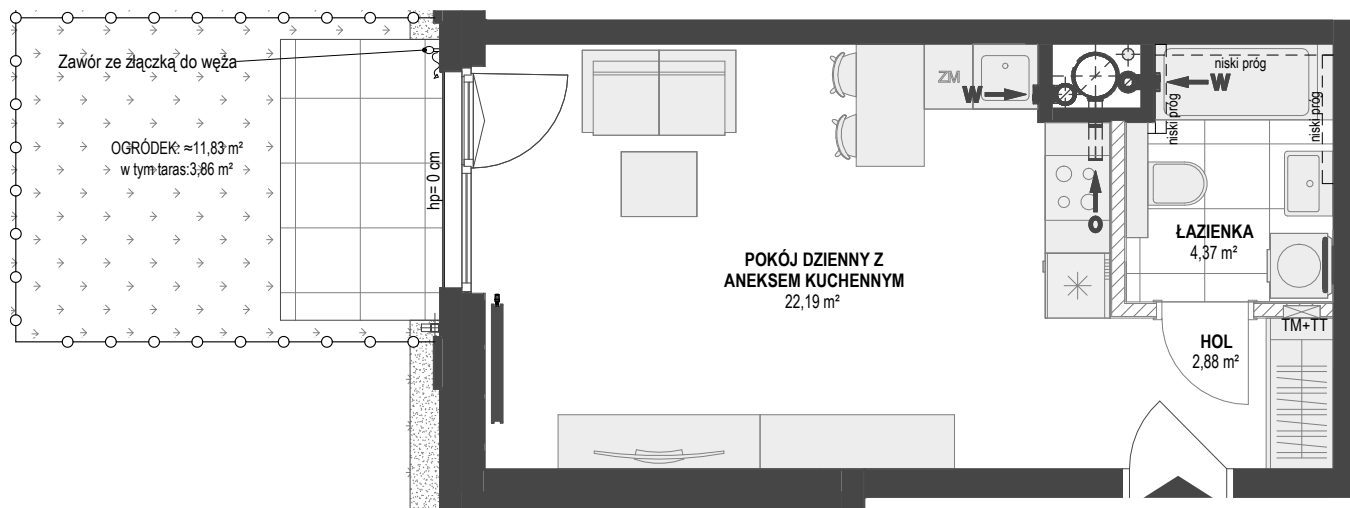 Zawór ze złączką do węża
OGRÓDEK: ≈11,83 m²
w tym taras:3,86 m²
hp= 0 cm
POKÓJ DZIENNY Z
ANEKSEM KUCHENNYM
22,19 m²
ZM
W
W
O
niski próg
niski próg
niski próg
ŁAZIENKA
4,37 m²
TM+TT
HOL
2,88 m²